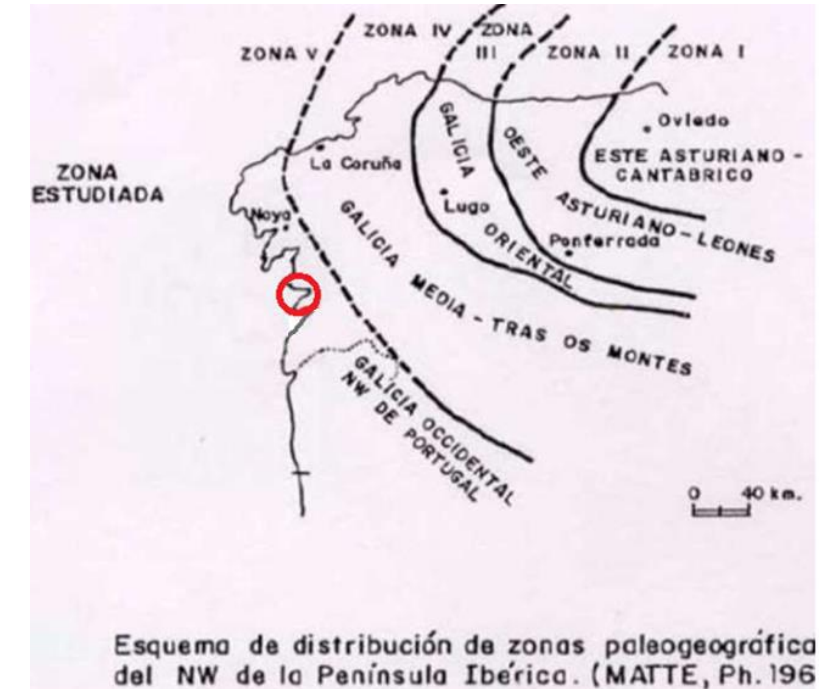 ZONA V
ZONA IV
ZONA III
ZONA II
ZONA I
Oviedo
ESTE ASTURIANO -
CANTABRICO
La Coruña
ZONA
ESTUDIADA
Noya
GALICIA ORIENTAL
Lugo
OESTE ASTURIANO-LEONES
Ponferrada
GALICIA MEDIA - TRAS OS MONTES
GALICIA OCCIDENTAL
NW DE PORTUGAL
0 40 km.
Esquema de distribución de zonas paleogeográfica
del NW de la Península Ibérica. (MATTE, Ph. 196